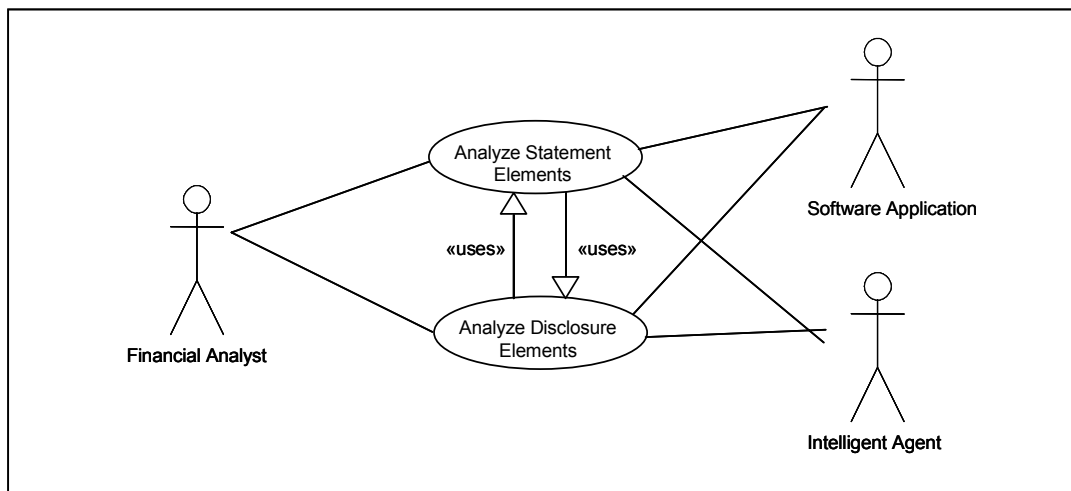 Analyze Statement
Elements
Software Application
«uses»
«uses»
Analyze Disclosure
Elements
Financial Analyst
Intelligent Agent